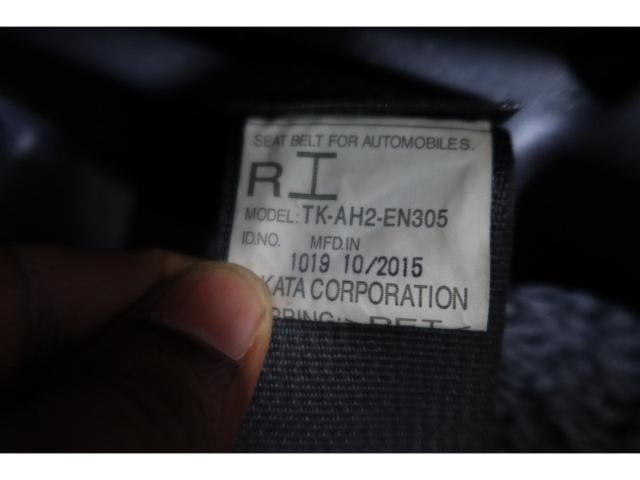 SEAT BELT FOR AUTOMOBILES.
R I
MODEL: TK-AH2-EN305
ID.NO. MFD.IN
1019 10/2015
KATA CORPORATION